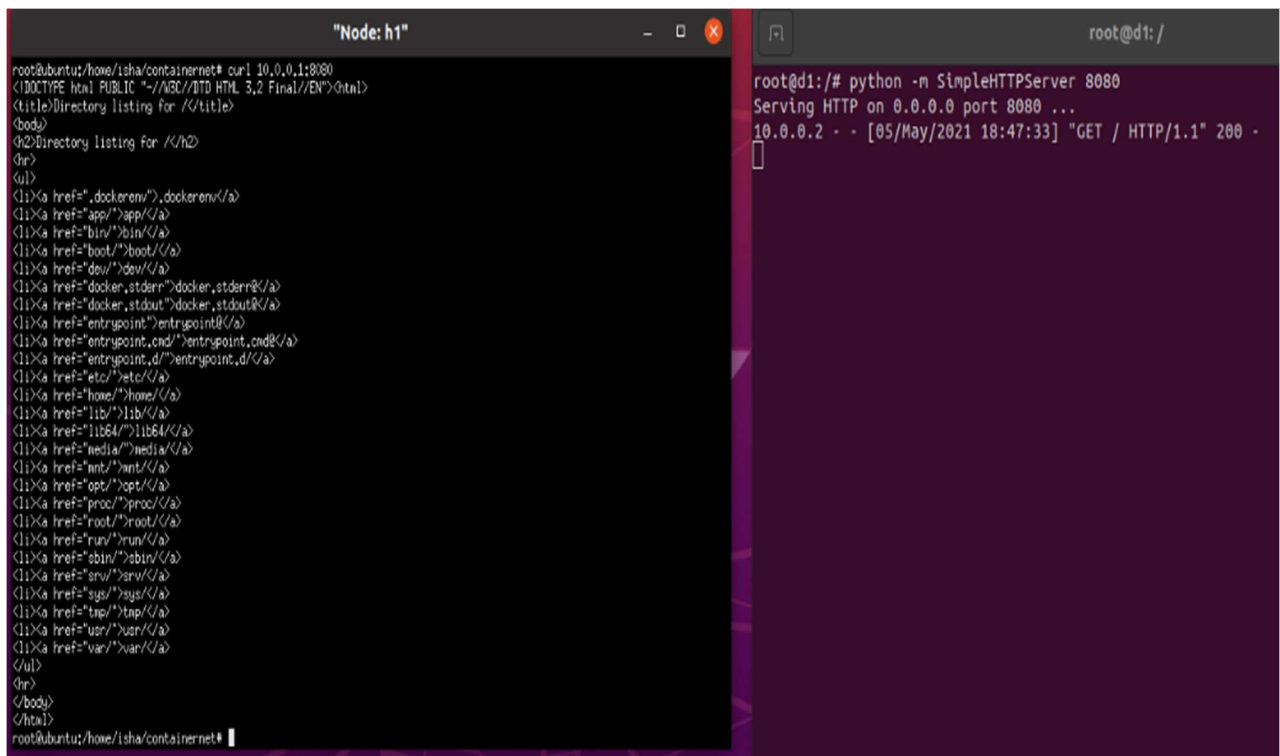 "Node: h1"
root@ubuntu:/home/isha/containernet# curl 10.0.0.1:8080
<!DOCTYPE html PUBLIC "-//W3C//DTD HTML 3.2 Final//EN"><html>
<title>Directory listing for /</title>
<body>
<h2>Directory listing for /</h2>
<hr>
<ul>
<li><a href=".dockerenv">.dockerenv</a>
<li><a href="app/">app/</a>
<li><a href="bin/">bin/</a>
<li><a href="boot/">boot/</a>
<li><a href="dev/">dev/</a>
<li><a href="docker.stderr">docker.stderr@</a>
<li><a href="docker.stdout">docker.stdout@</a>
<li><a href="entrypoint">entrypoint@</a>
<li><a href="entrypoint.cmd/">entrypoint.cmd@</a>
<li><a href="entrypoint.d/">entrypoint.d/</a>
<li><a href="etc/">etc/</a>
<li><a href="home/">home/</a>
<li><a href="lib/">lib/</a>
<li><a href="lib64/">lib64/</a>
<li><a href="media/">media/</a>
<li><a href="mnt/">mnt/</a>
<li><a href="opt/">opt/</a>
<li><a href="proc/">proc/</a>
<li><a href="root/">root/</a>
<li><a href="run/">run/</a>
<li><a href="sbin/">sbin/</a>
<li><a href="srv/">srv/</a>
<li><a href="sys/">sys/</a>
<li><a href="tmp/">tmp/</a>
<li><a href="usr/">usr/</a>
<li><a href="var/">var/</a>
</ul>
<hr>
</body>
</html>
root@ubuntu:/home/isha/containernet#
root@d1: /
root@d1:/# python -m SimpleHTTPServer 8080
Serving HTTP on 0.0.0.0 port 8080 ...
10.0.0.2 - - [05/May/2021 18:47:33] "GET / HTTP/1.1" 200 -